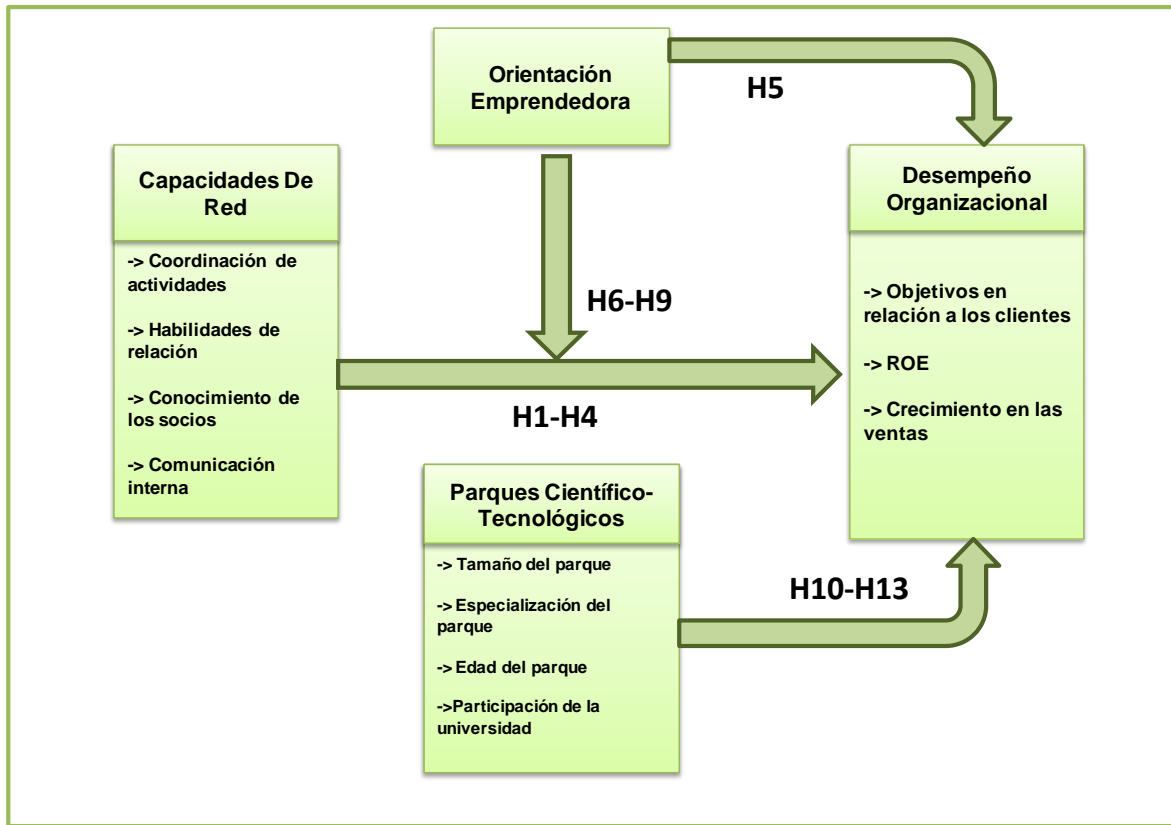 Orientación
Emprendedora
H5
Capacidades De
Red
-> Coordinación de
actividades
-> Habilidades de
relación
-> Conocimiento de
los socios
-> Comunicación
interna
H6-H9
H1-H4
Desempeño
Organizacional
-> Objetivos en
relación a los clientes
-> ROE
-> Crecimiento en las
ventas
Parques Científico-
Tecnológicos
-> Tamaño del parque
-> Especialización del
parque
-> Edad del parque
->Participación de la
universidad
H10-H13